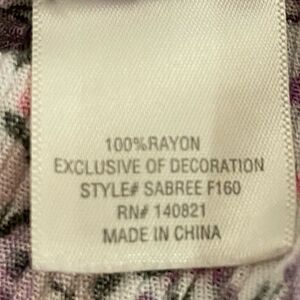 100%RAYON
EXCLUSIVE OF DECORATION
STYLE# SABREE F160
RN# 140821
MADE IN CHINA